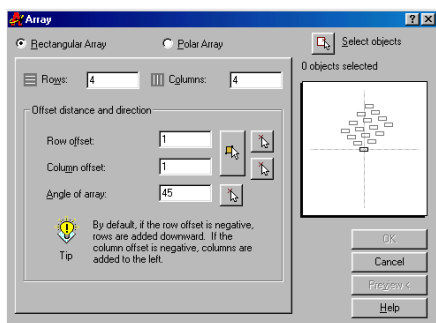 Array
Rectangular Array
Polar Array
Select objects
0 objects selected
Rows: 4
Columns: 4
Offset distance and direction
Row offset: 1
Column offset: 1
Angle of array: 45
Tip
By default, if the row offset is negative,
rows are added downward. If the
column offset is negative, columns are
added to the left.
OK
Cancel
Preview <
Help